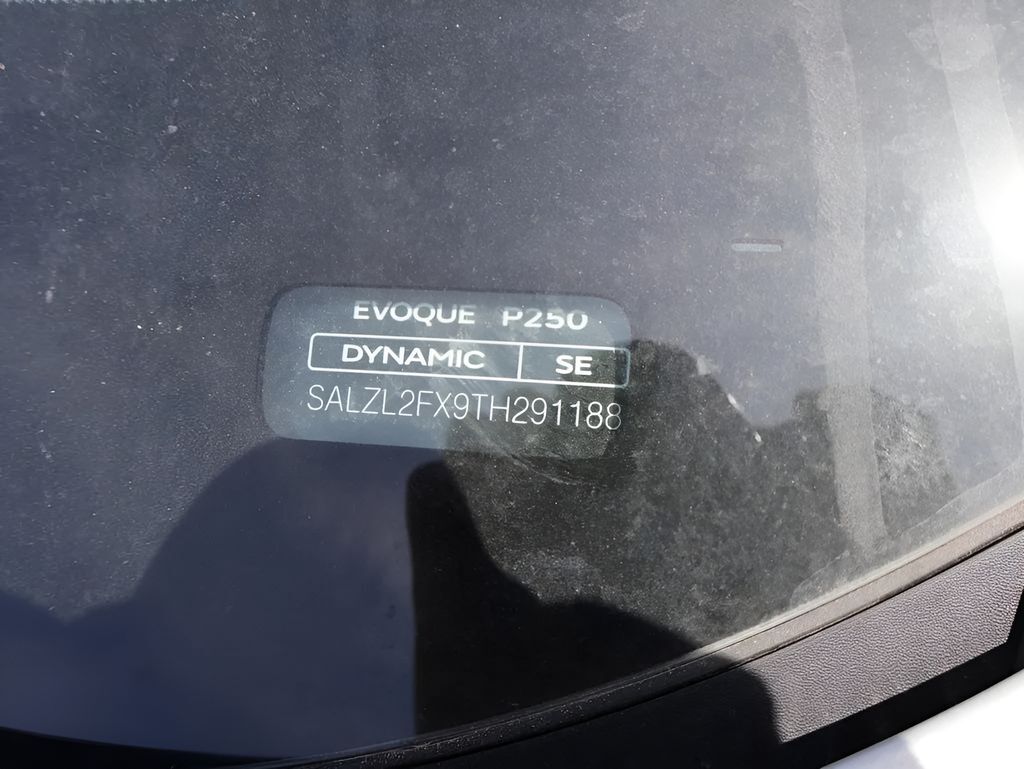 EVOQUE P250
DYNAMIC SE
SALZL2FX9TH291188